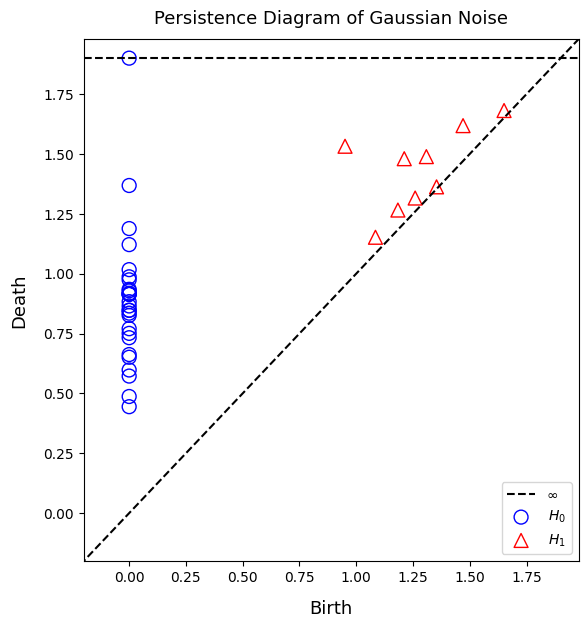 Persistence Diagram of Gaussian Noise
Death
1.75
1.50
1.25
1.00
0.75
0.50
0.25
0.00
∞
H₀
H₁
0.00 0.25 0.50 0.75 1.00 1.25 1.50 1.75
Birth